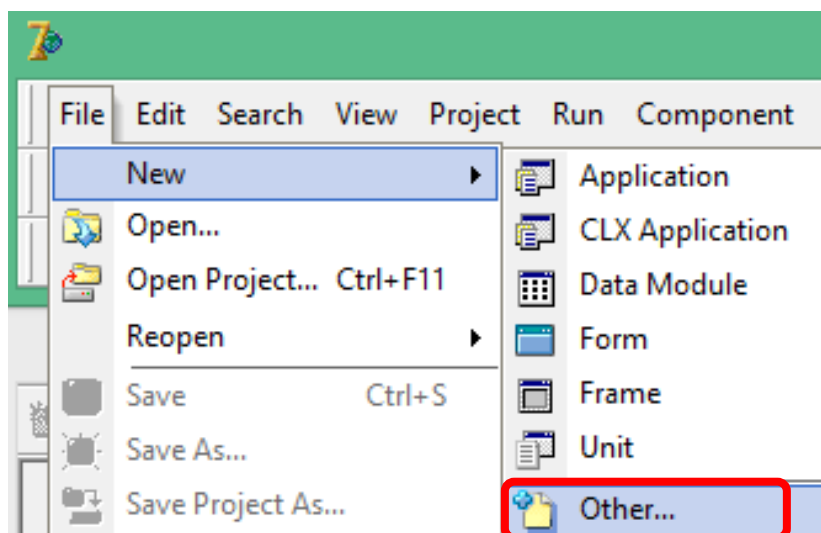 File Edit Search View Project Run Component
New
Open...
Open Project... Ctrl+F11
Reopen
Save Ctrl+S
Save As...
Save Project As...
Application
CLX Application
Data Module
Form
Frame
Unit
Other...